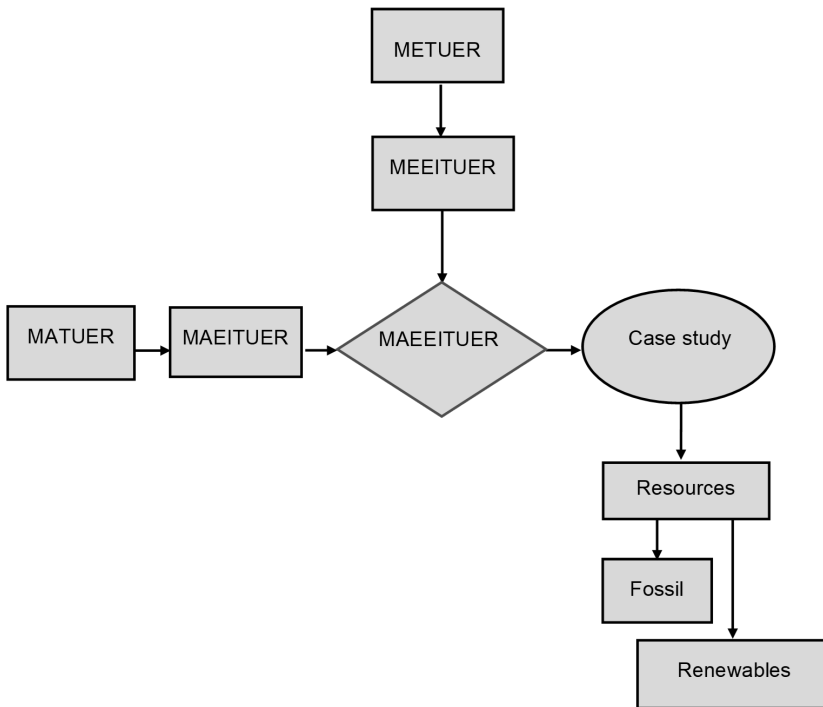 METUER
MEEITUER
MATUER
MAEITUER
MAEEITUER
Case study
Resources
Fossil
Renewables